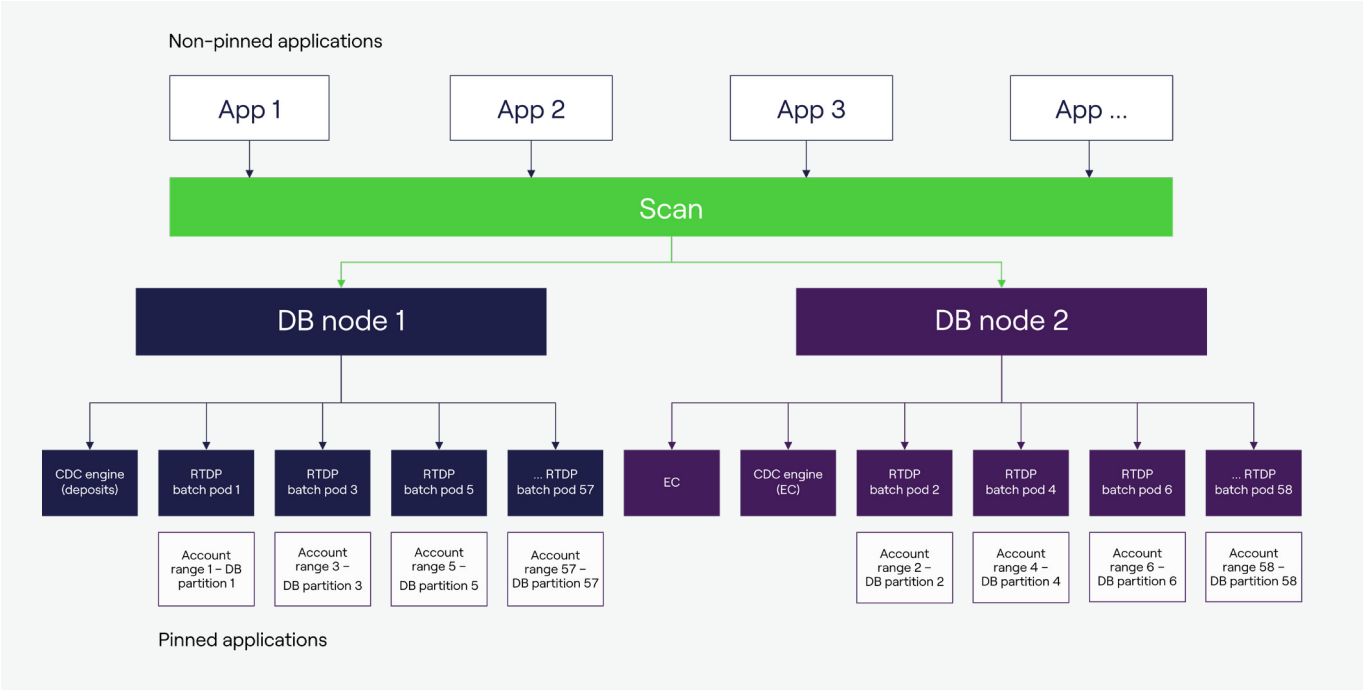 Non-pinned applications
App 1
App 2
App 3
App ...
Scan
DB node 1
DB node 2
CDC engine
(deposits)
RTDP
batch pod 1
RTDP
batch pod 3
RTDP
batch pod 5
... RTDP
batch pod 57
EC
CDC engine
(EC)
RTDP
batch pod 2
RTDP
batch pod 4
RTDP
batch pod 6
... RTDP
batch pod 58
Account
range 1 – DB
partition 1
Account
range 3 –
DB partition 3
Account
range 5 –
DB partition 5
Account
range 57 –
DB partition 57
Account
range 2 –
DB partition 2
Account
range 4 –
DB partition 4
Account
range 6 –
DB partition 6
Account
range 58 –
DB partition 58
Pinned applications